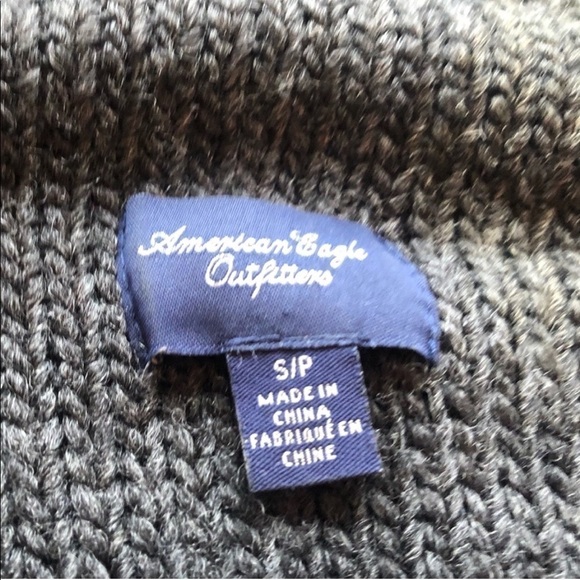 American Eagle
Outfitters
S/P
MADE IN
CHINA
FABRIQUÉ EN
CHINE